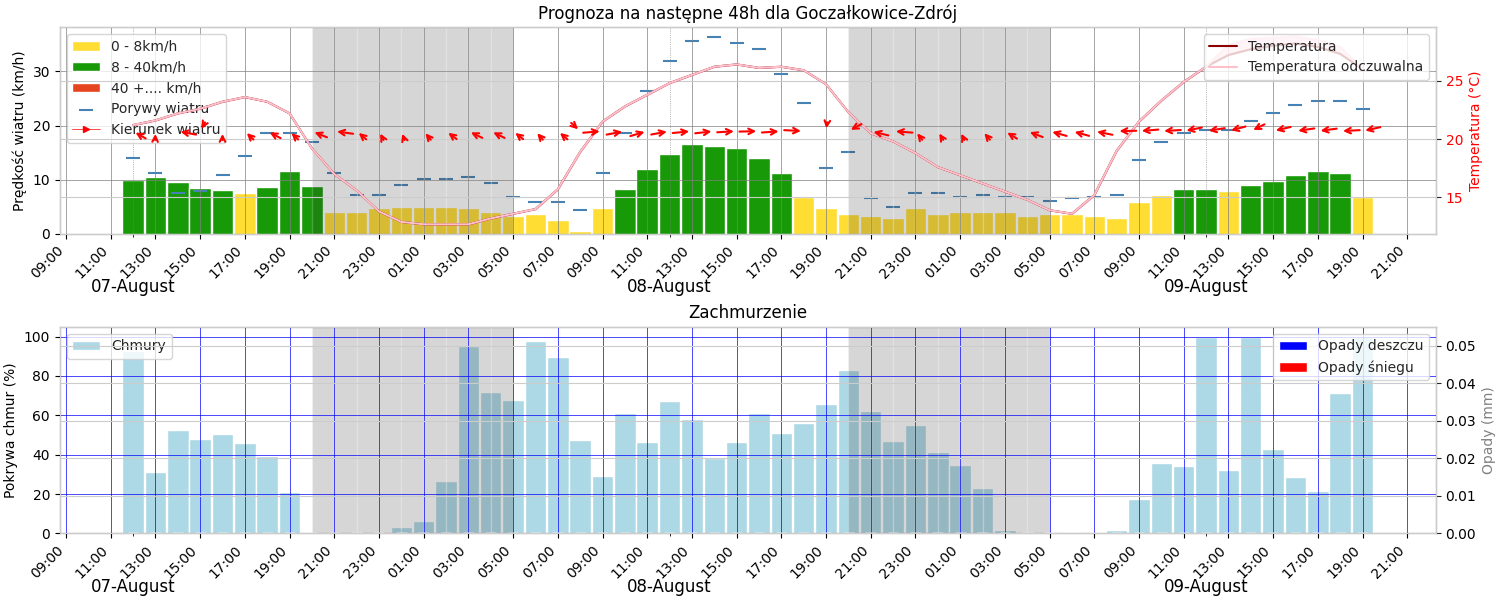 Prognoza na następne 48h dla Goczałkowice-Zdrój
Prędkość wiatru (km/h)
0 - 8km/h
8 - 40km/h
40 +.... km/h
Porywy wiatru
Kierunek wiatru
Temperatura
Temperatura odczuwalna
Temperatura (°C)
30
20
10
0
25
20
15
09:00 11:00 13:00 15:00 17:00 19:00 21:00 23:00 01:00 03:00 05:00 07:00 09:00 11:00 13:00 15:00 17:00 19:00 21:00 23:00 01:00 03:00 05:00 07:00 09:00 11:00 13:00 15:00 17:00 19:00 21:00
07-August 08-August 09-August
Zachmurzenie
Pokrywa chmur (%)
Chmury
Opady deszczu
Opady śniegu
Opady (mm)
100
80
60
40
20
0
0.05
0.04
0.03
0.02
0.01
0.00
09:00 11:00 13:00 15:00 17:00 19:00 21:00 23:00 01:00 03:00 05:00 07:00 09:00 11:00 13:00 15:00 17:00 19:00 21:00 23:00 01:00 03:00 05:00 07:00 09:00 11:00 13:00 15:00 17:00 19:00 21:00
07-August 08-August 09-August